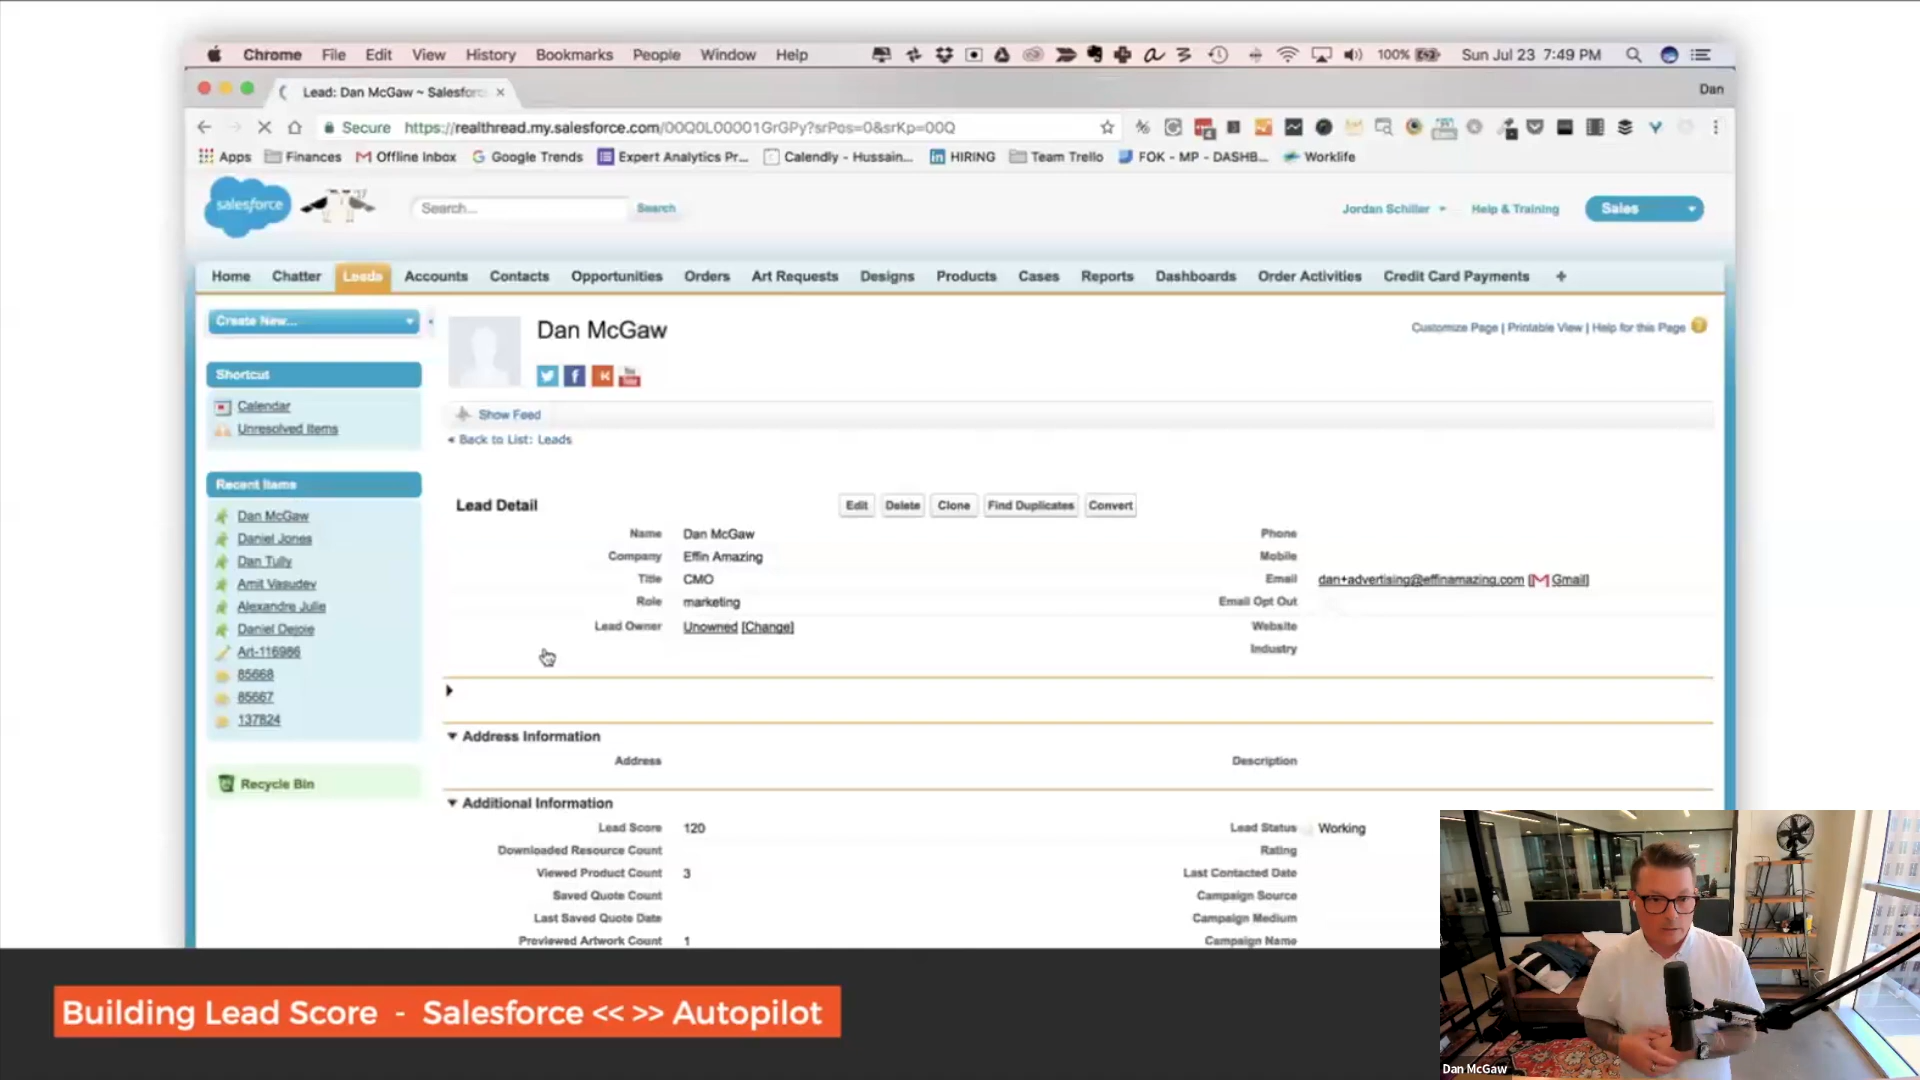 Chrome File Edit View History Bookmarks People Window Help 100% Sun Jul 23 7:49 PM
Lead: Dan McGaw ~ Salesforc
Dan
Secure https://realthread.my.salesforce.com/00Q0L00001GrGPy?srPos=0&srKp=00Q
Apps Finances Offline Inbox Google Trends Expert Analytics Pr... Calendly - Hussain... HIRING Team Trello FOK - MP - DASHB... Worklife
salesforce Search... Search Jordan Schiller Help & Training Sales
Home Chatter Leads Accounts Contacts Opportunities Orders Art Requests Designs Products Cases Reports Dashboards Order Activities Credit Card Payments +
Create New...
Shortcut
Calendar
Unresolved Items
Recent Items
Dan McGaw
Daniel Jones
Dan Tully
Amit Vasudev
Alexandre Julie
Daniel Dejoie
Art-116986
85668
85667
137824
Recycle Bin
Dan McGaw
Customize Page | Printable View | Help for this Page
Show Feed
Back to List: Leads
Lead Detail Edit Delete Clone Find Duplicates Convert
Name Dan McGaw Phone
Company Effin Amazing Mobile
Title CMO Email dan+advertising@effinamazing.com [Gmail]
Role marketing Email Opt Out
Lead Owner Unowned [Change] Website
Industry
Address Information
Address Description
Additional Information
Lead Score 120 Lead Status Working
Downloaded Resource Count Rating
Viewed Product Count 3 Last Contacted Date
Saved Quote Count Campaign Source
Last Saved Quote Date Campaign Medium
Previewed Artwork Count 1 Campaign Name
Building Lead Score - Salesforce << >> Autopilot
Dan McGaw